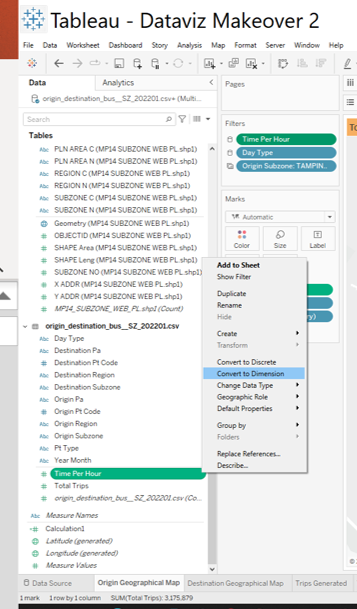 Tableau - Dataviz Makeover 2
File Data Worksheet Dashboard Story Analysis Map Format Server Window Help
Data Analytics
origin_destination_bus__SZ_202201.csv+ (Multi...
Search
Tables
Abc PLN AREA C (MP14 SUBZONE WEB PL.shp1)
Abc PLN AREA N (MP14 SUBZONE WEB PL.shp1)
Abc REGION C (MP14 SUBZONE WEB PL.shp1)
Abc REGION N (MP14 SUBZONE WEB PL.shp1)
Abc SUBZONE C (MP14 SUBZONE WEB PL.shp1)
Abc SUBZONE N (MP14 SUBZONE WEB PL.shp1)
Geometry (MP14 SUBZONE WEB PL.shp1)
# OBJECTID (MP14 SUBZONE WEB PL.shp1)
# SHAPE Area (MP14 SUBZONE WEB PL.shp1)
# SHAPE Leng (MP14 SUBZONE WEB PL.shp1)
# SUBZONE NO (MP14 SUBZONE WEB PL.shp1)
# X ADDR (MP14 SUBZONE WEB PL.shp1)
# Y ADDR (MP14 SUBZONE WEB PL.shp1)
# MP14_SUBZONE_WEB_PL.shp1 (Count)
origin_destination_bus__SZ_202201.csv
Abc Day Type
Abc Destination Pa
Abc Destination Pt Code
Abc Destination Region
Abc Destination Subzone
Abc Origin Pa
Abc Origin Pt Code
Abc Origin Region
Abc Origin Subzone
Abc Pt Type
Abc Year Month
# Time Per Hour
# Total Trips
# origin_destination_bus__SZ_202201.csv (Co...
Abc Measure Names
=# Calculation1
Latitude (generated)
Longitude (generated)
# Measure Values
Pages
Filters
Time Per Hour
Day Type
Origin Subzone: TAMPIN...
Marks
Automatic
Color Size Label
Add to Sheet
Show Filter
Duplicate
Rename
Hide
Create
Transform
Convert to Discrete
Convert to Dimension
Change Data Type
Geographic Role
Default Properties
Group by
Folders
Replace References...
Describe...
Data Source Origin Geographical Map Destination Geographical Map Trips Generated
1 mark 1 row by 1 column SUM(Total Trips): 3,175,879